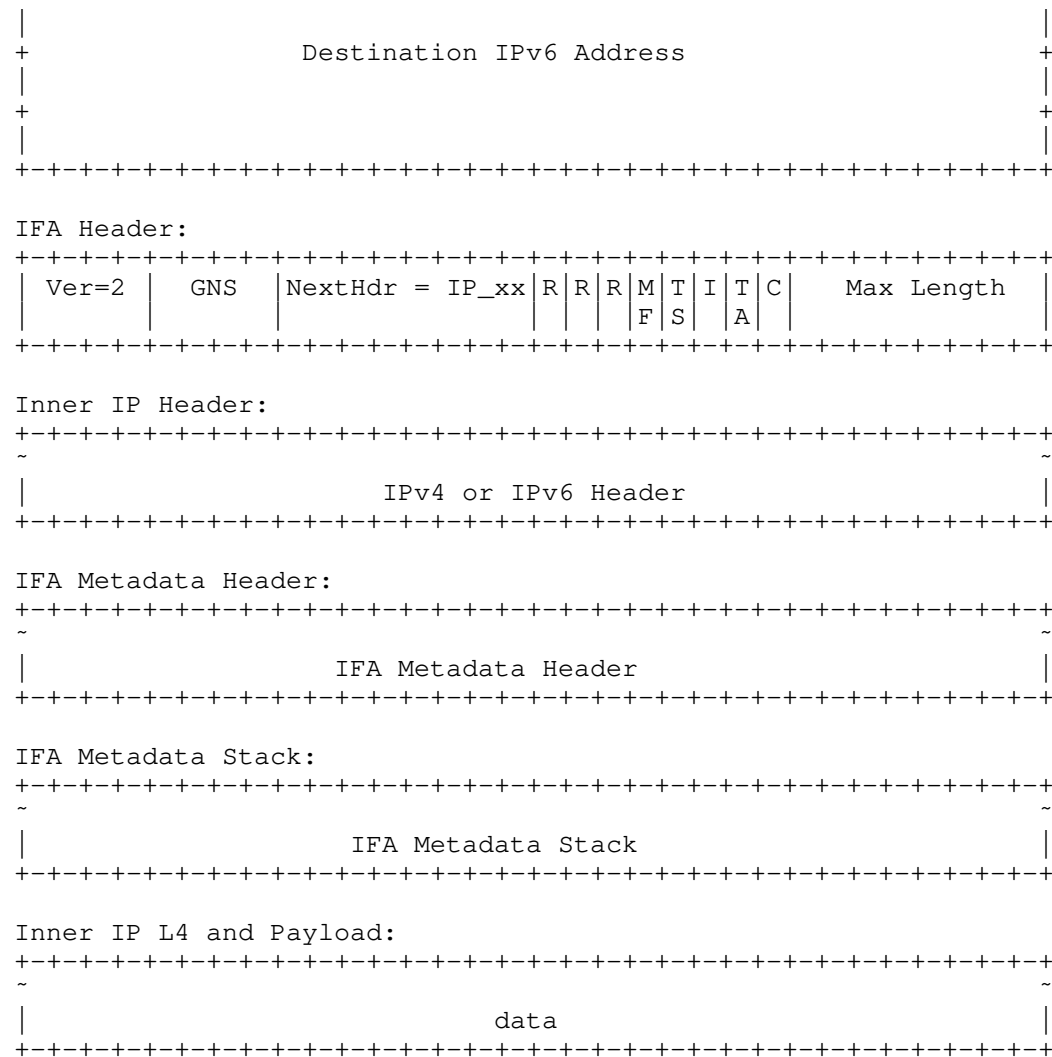 |                                                               |
+                  Destination IPv6 Address                     +
|                                                               |
+                                                               +
|                                                               |
+-+-+-+-+-+-+-+-+-+-+-+-+-+-+-+-+-+-+-+-+-+-+-+-+-+-+-+-+-+-+-+-+
IFA Header:
+-+-+-+-+-+-+-+-+-+-+-+-+-+-+-+-+-+-+-+-+-+-+-+-+-+-+-+-+-+-+-+-+
| Ver=2 |  GNS  |NextHdr = IP_xx|R|R|R|M|T|I|T|C|   Max Length  |
|       |       |               | | | |F|S| |A| |               |
+-+-+-+-+-+-+-+-+-+-+-+-+-+-+-+-+-+-+-+-+-+-+-+-+-+-+-+-+-+-+-+-+
Inner IP Header:
+-+-+-+-+-+-+-+-+-+-+-+-+-+-+-+-+-+-+-+-+-+-+-+-+-+-+-+-+-+-+-+-+
~                                                               ~
|                      IPv4 or IPv6 Header                      |
+-+-+-+-+-+-+-+-+-+-+-+-+-+-+-+-+-+-+-+-+-+-+-+-+-+-+-+-+-+-+-+-+
IFA Metadata Header:
+-+-+-+-+-+-+-+-+-+-+-+-+-+-+-+-+-+-+-+-+-+-+-+-+-+-+-+-+-+-+-+-+
~                                                               ~
|                   IFA Metadata Header                         |
+-+-+-+-+-+-+-+-+-+-+-+-+-+-+-+-+-+-+-+-+-+-+-+-+-+-+-+-+-+-+-+-+
IFA Metadata Stack:
+-+-+-+-+-+-+-+-+-+-+-+-+-+-+-+-+-+-+-+-+-+-+-+-+-+-+-+-+-+-+-+-+
~                                                               ~
|                    IFA Metadata Stack                         |
+-+-+-+-+-+-+-+-+-+-+-+-+-+-+-+-+-+-+-+-+-+-+-+-+-+-+-+-+-+-+-+-+
Inner IP L4 and Payload:
+-+-+-+-+-+-+-+-+-+-+-+-+-+-+-+-+-+-+-+-+-+-+-+-+-+-+-+-+-+-+-+-+
~                                                               ~
|                             data                              |
+-+-+-+-+-+-+-+-+-+-+-+-+-+-+-+-+-+-+-+-+-+-+-+-+-+-+-+-+-+-+-+-+